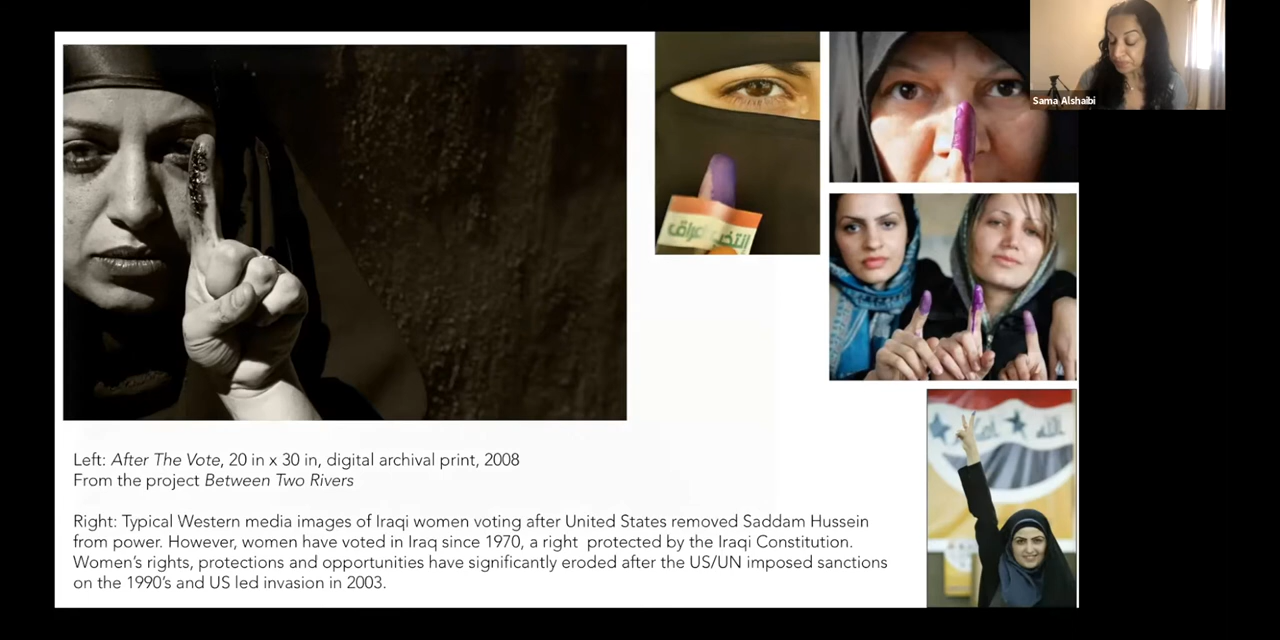 Sama Alshaibi
إنتخب العراق
الله
Left: After The Vote, 20 in x 30 in, digital archival print, 2008
From the project Between Two Rivers
Right: Typical Western media images of Iraqi women voting after United States removed Saddam Hussein
from power. However, women have voted in Iraq since 1970, a right  protected by the Iraqi Constitution.
Women's rights, protections and opportunities have significantly eroded after the US/UN imposed sanctions
on the 1990's and US led invasion in 2003.